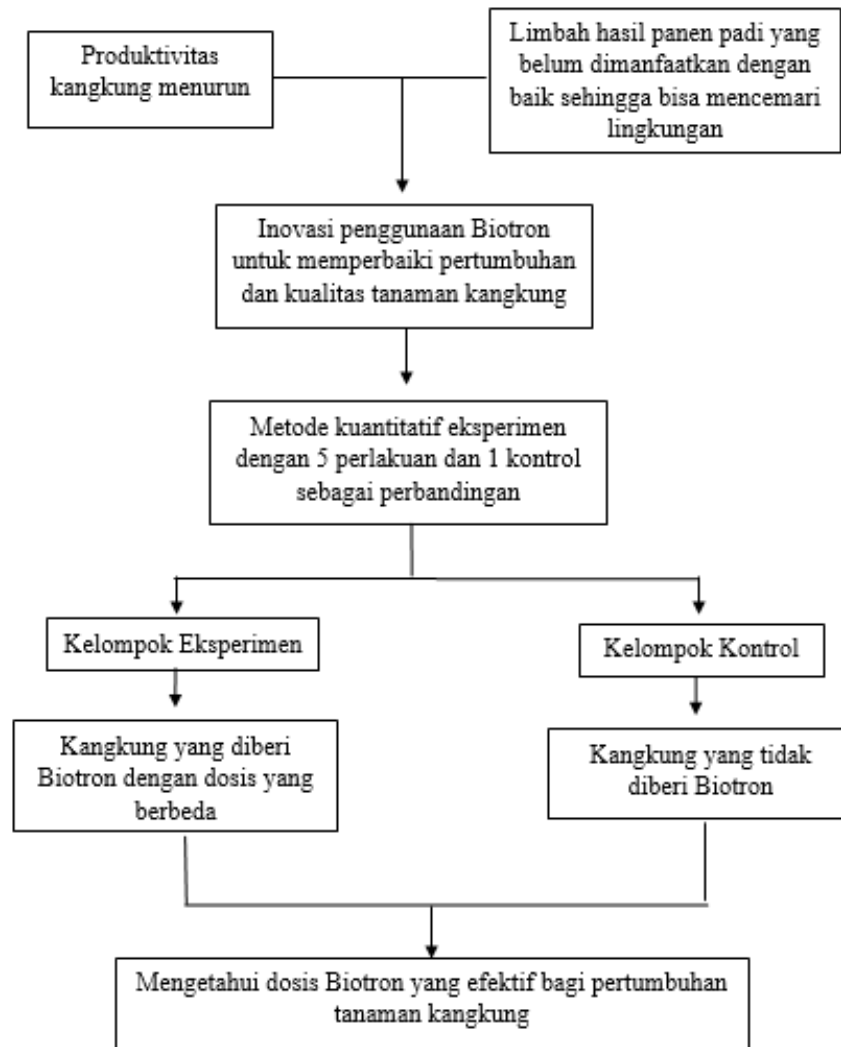 Produktivitas
kangkung menurun
Limbah hasil panen padi yang
belum dimanfaatkan dengan
baik sehingga bisa mencemari
lingkungan
Inovasi penggunaan Biotron
untuk memperbaiki pertumbuhan
dan kualitas tanaman kangkung
Metode kuantitatif eksperimen
dengan 5 perlakuan dan 1 kontrol
sebagai perbandingan
Kelompok Eksperimen
Kelompok Kontrol
Kangkung yang diberi
Biotron dengan dosis yang
berbeda
Kangkung yang tidak
diberi Biotron
Mengetahui dosis Biotron yang efektif bagi pertumbuhan
tanaman kangkung